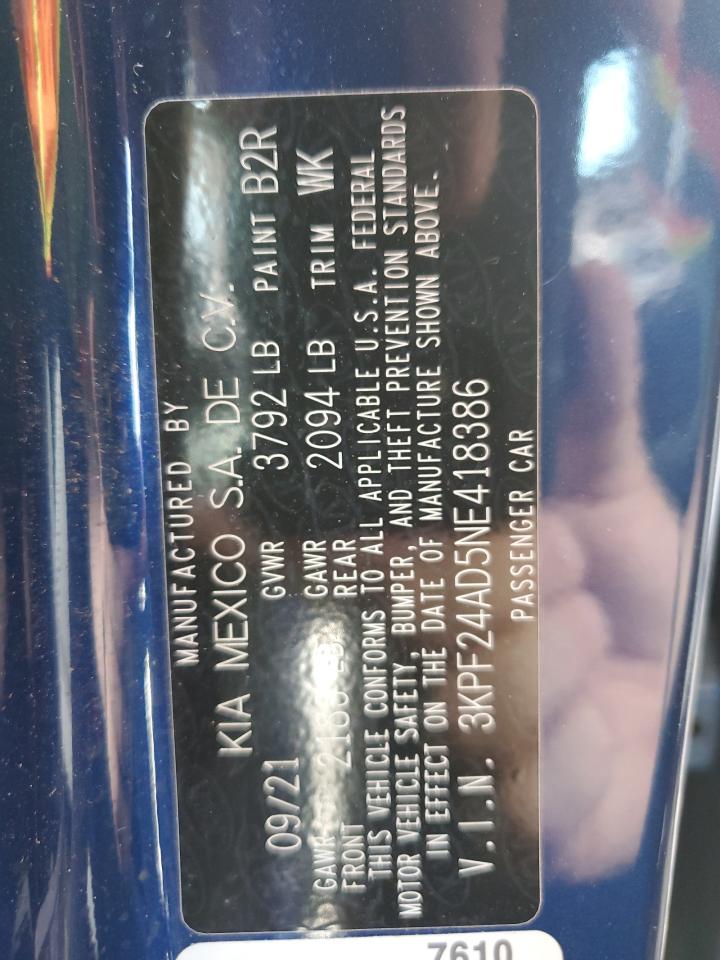 MANUFACTURED BY
KIA MEXICO S.A. DE C.V.
09/21 GVWR 3792 LB PAINT B2R
GAWR GAWR 2094 LB TRIM WK
FRONT REAR
THIS VEHICLE CONFORMS TO ALL APPLICABLE U.S.A. FEDERAL
MOTOR VEHICLE SAFETY, BUMPER, AND THEFT PREVENTION STANDARDS
IN EFFECT ON THE DATE OF MANUFACTURE SHOWN ABOVE.
V.I.N. 3KPF24AD5NE418386
PASSENGER CAR
7610